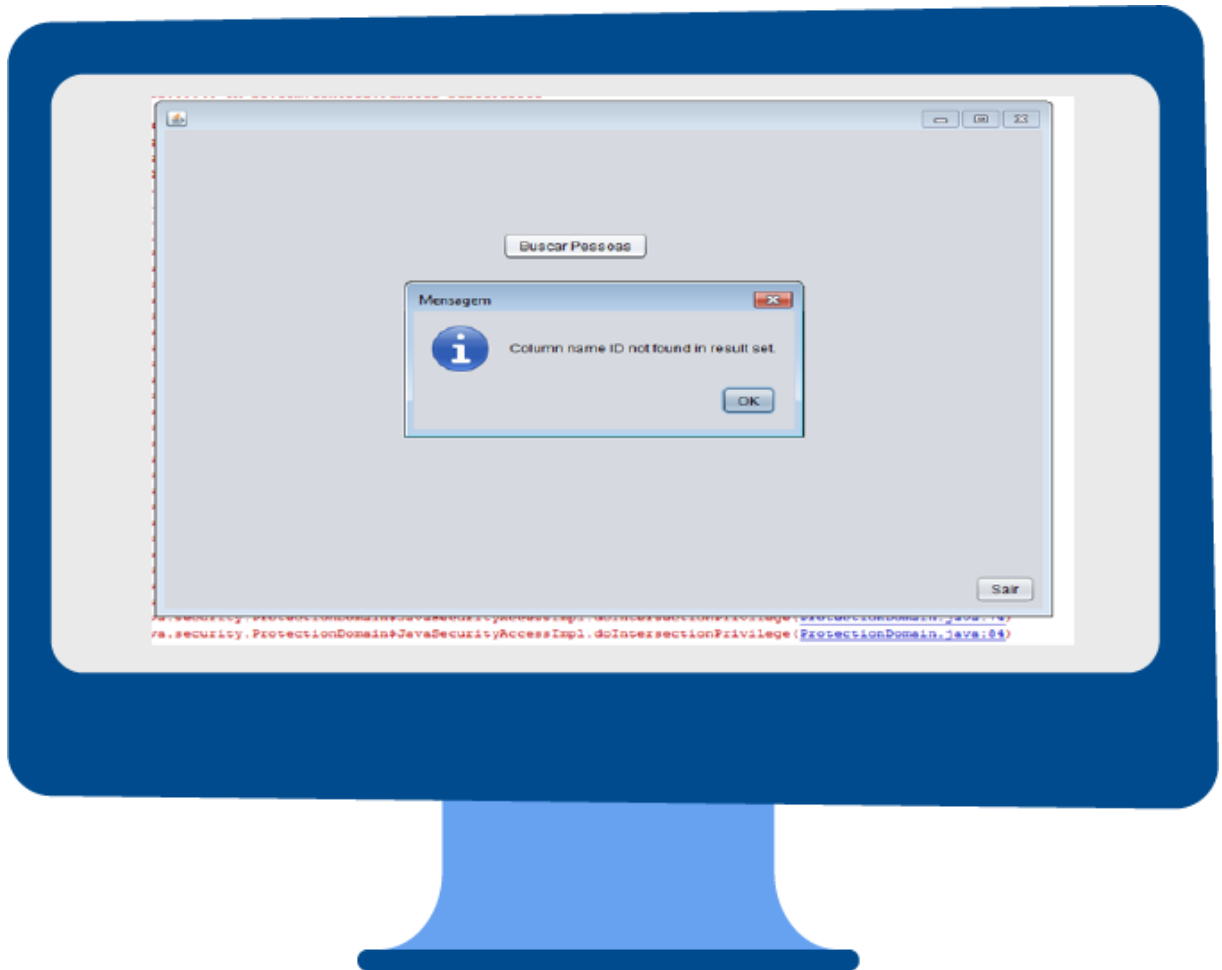 Buscar Pessoas
Mensagem
Column name ID not found in result set.
OK
Sair
va.security.ProtectionDomain$JavaSecurityAccessImpl.doIntersectionPrivilege(ProtectionDomain.java:84)